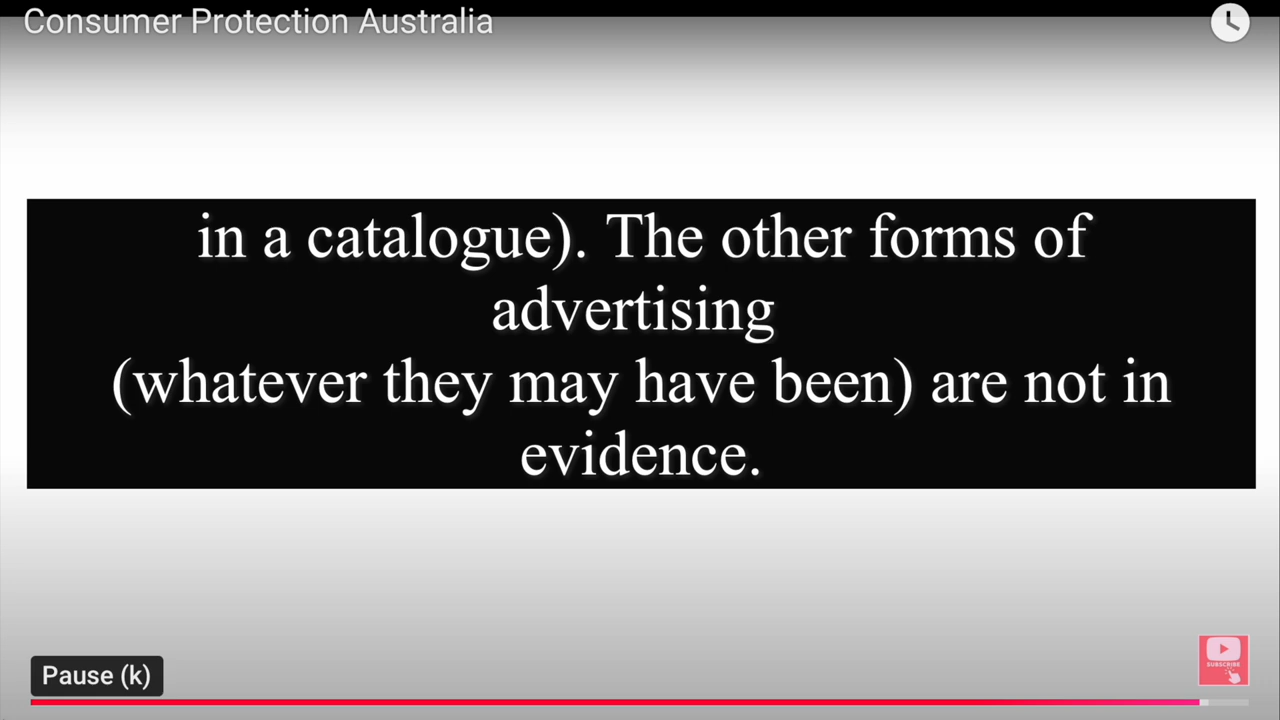 Consumer Protection Australia
in a catalogue). The other forms of
advertising
(whatever they may have been) are not in
evidence.
SUBSCRIBE
Pause (k)